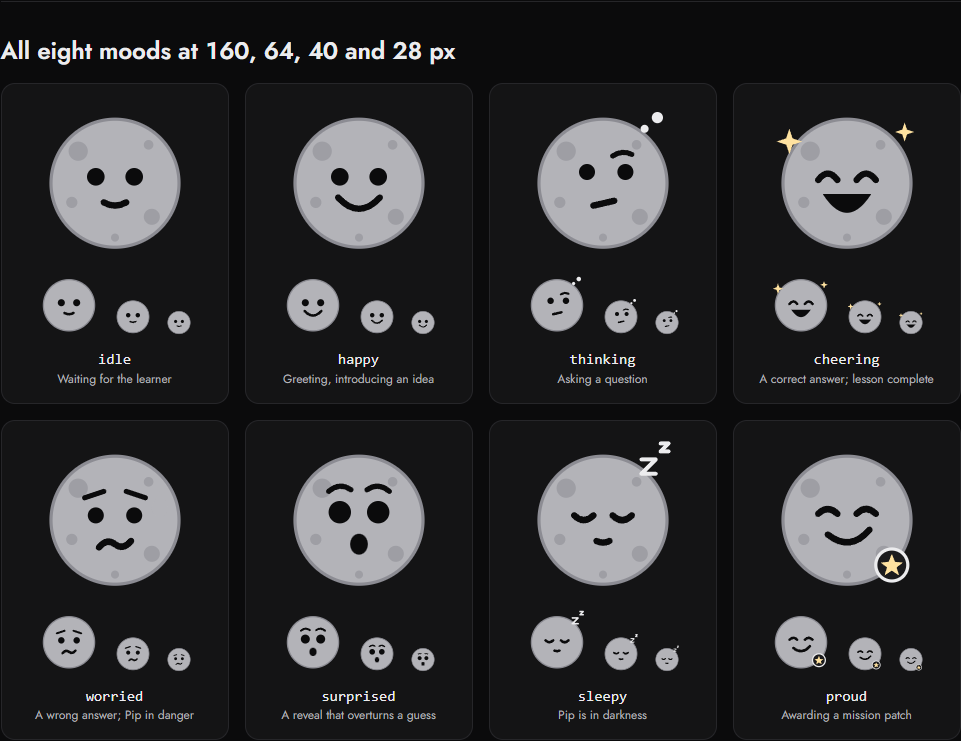 All eight moods at 160, 64, 40 and 28 px
idle
Waiting for the learner
happy
Greeting, introducing an idea
thinking
Asking a question
cheering
A correct answer; lesson complete
z
Z
z
z
z
z
worried
A wrong answer; Pip in danger
surprised
A reveal that overturns a guess
sleepy
Pip is in darkness
proud
Awarding a mission patch